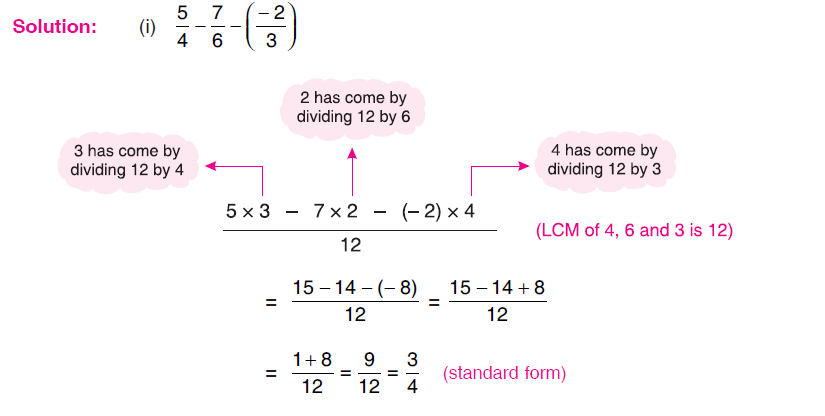 Solution: (i) 5/4 − 7/6 − (−2/3)
2 has come by
dividing 12 by 6
3 has come by
dividing 12 by 4
4 has come by
dividing 12 by 3
5 × 3 − 7 × 2 − (− 2) × 4
12
(LCM of 4, 6 and 3 is 12)
= (15 − 14 − (− 8))/12 = (15 − 14 + 8)/12
= (1 + 8)/12 = 9/12 = 3/4 (standard form)